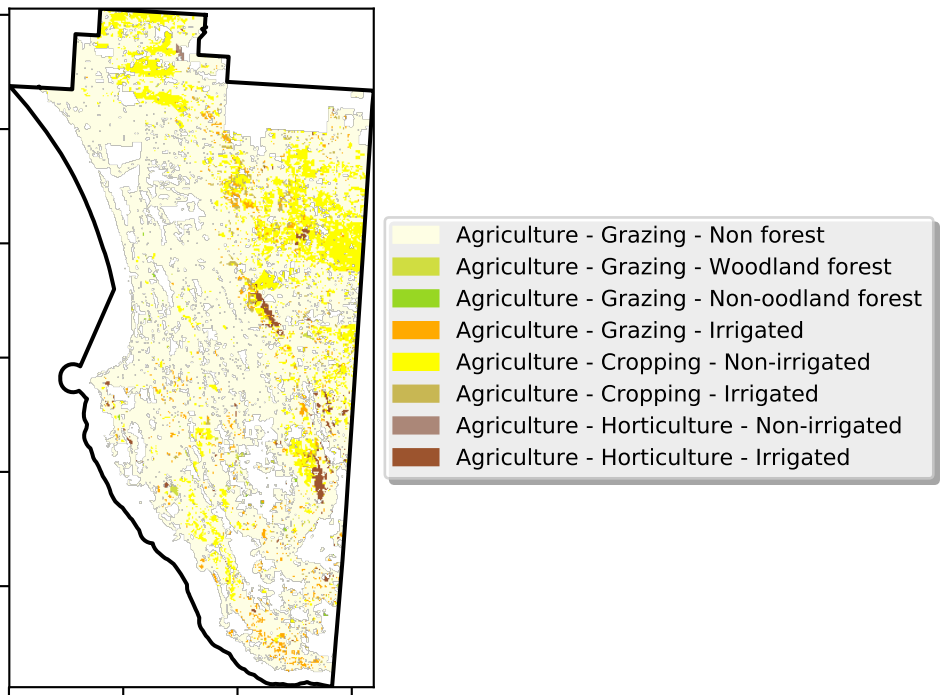 Agriculture - Grazing - Non forest
Agriculture - Grazing - Woodland forest
Agriculture - Grazing - Non-oodland forest
Agriculture - Grazing - Irrigated
Agriculture - Cropping - Non-irrigated
Agriculture - Cropping - Irrigated
Agriculture - Horticulture - Non-irrigated
Agriculture - Horticulture - Irrigated